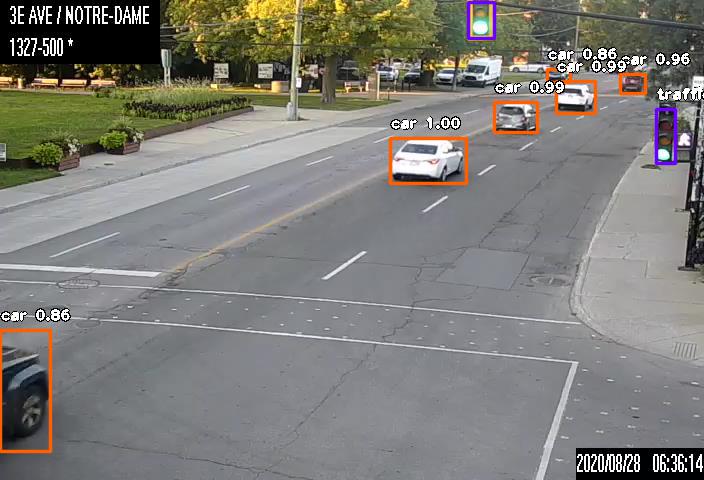 3E AVE / NOTRE-DAME
1327-500 *
car 0.86
car 0.99
car 0.96
car 0.99
traffi
car 1.00
car 0.86
2020/08/28 06:36:14